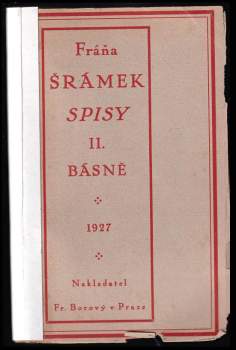 Fráňa
ŠRÁMEK
SPISY
II.
BÁSNĚ
1927
Nakladatel
Fr. Borový v Praze